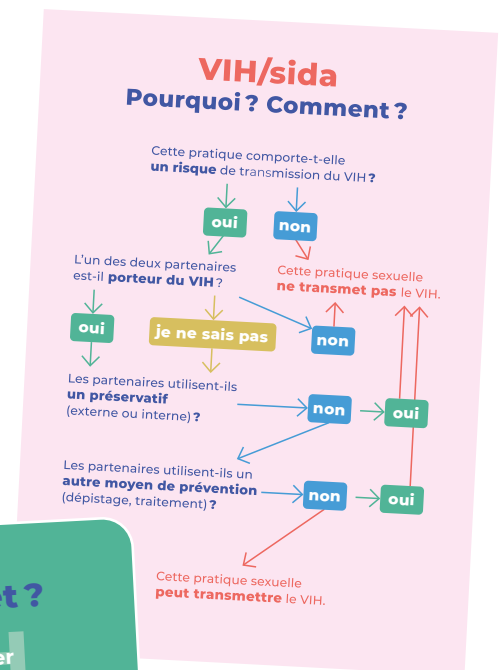 VIH/sida
Pourquoi ? Comment ?
Cette pratique comporte-t-elle
un risque de transmission du VIH ?
oui
non
L'un des deux partenaires
est-il porteur du VIH ?
Cette pratique sexuelle
ne transmet pas le VIH.
oui
je ne sais pas
non
Les partenaires utilisent-ils
un préservatif
(externe ou interne) ?
non
oui
Les partenaires utilisent-ils un
autre moyen de prévention
(dépistage, traitement) ?
non
oui
Cette pratique sexuelle
peut transmettre le VIH.